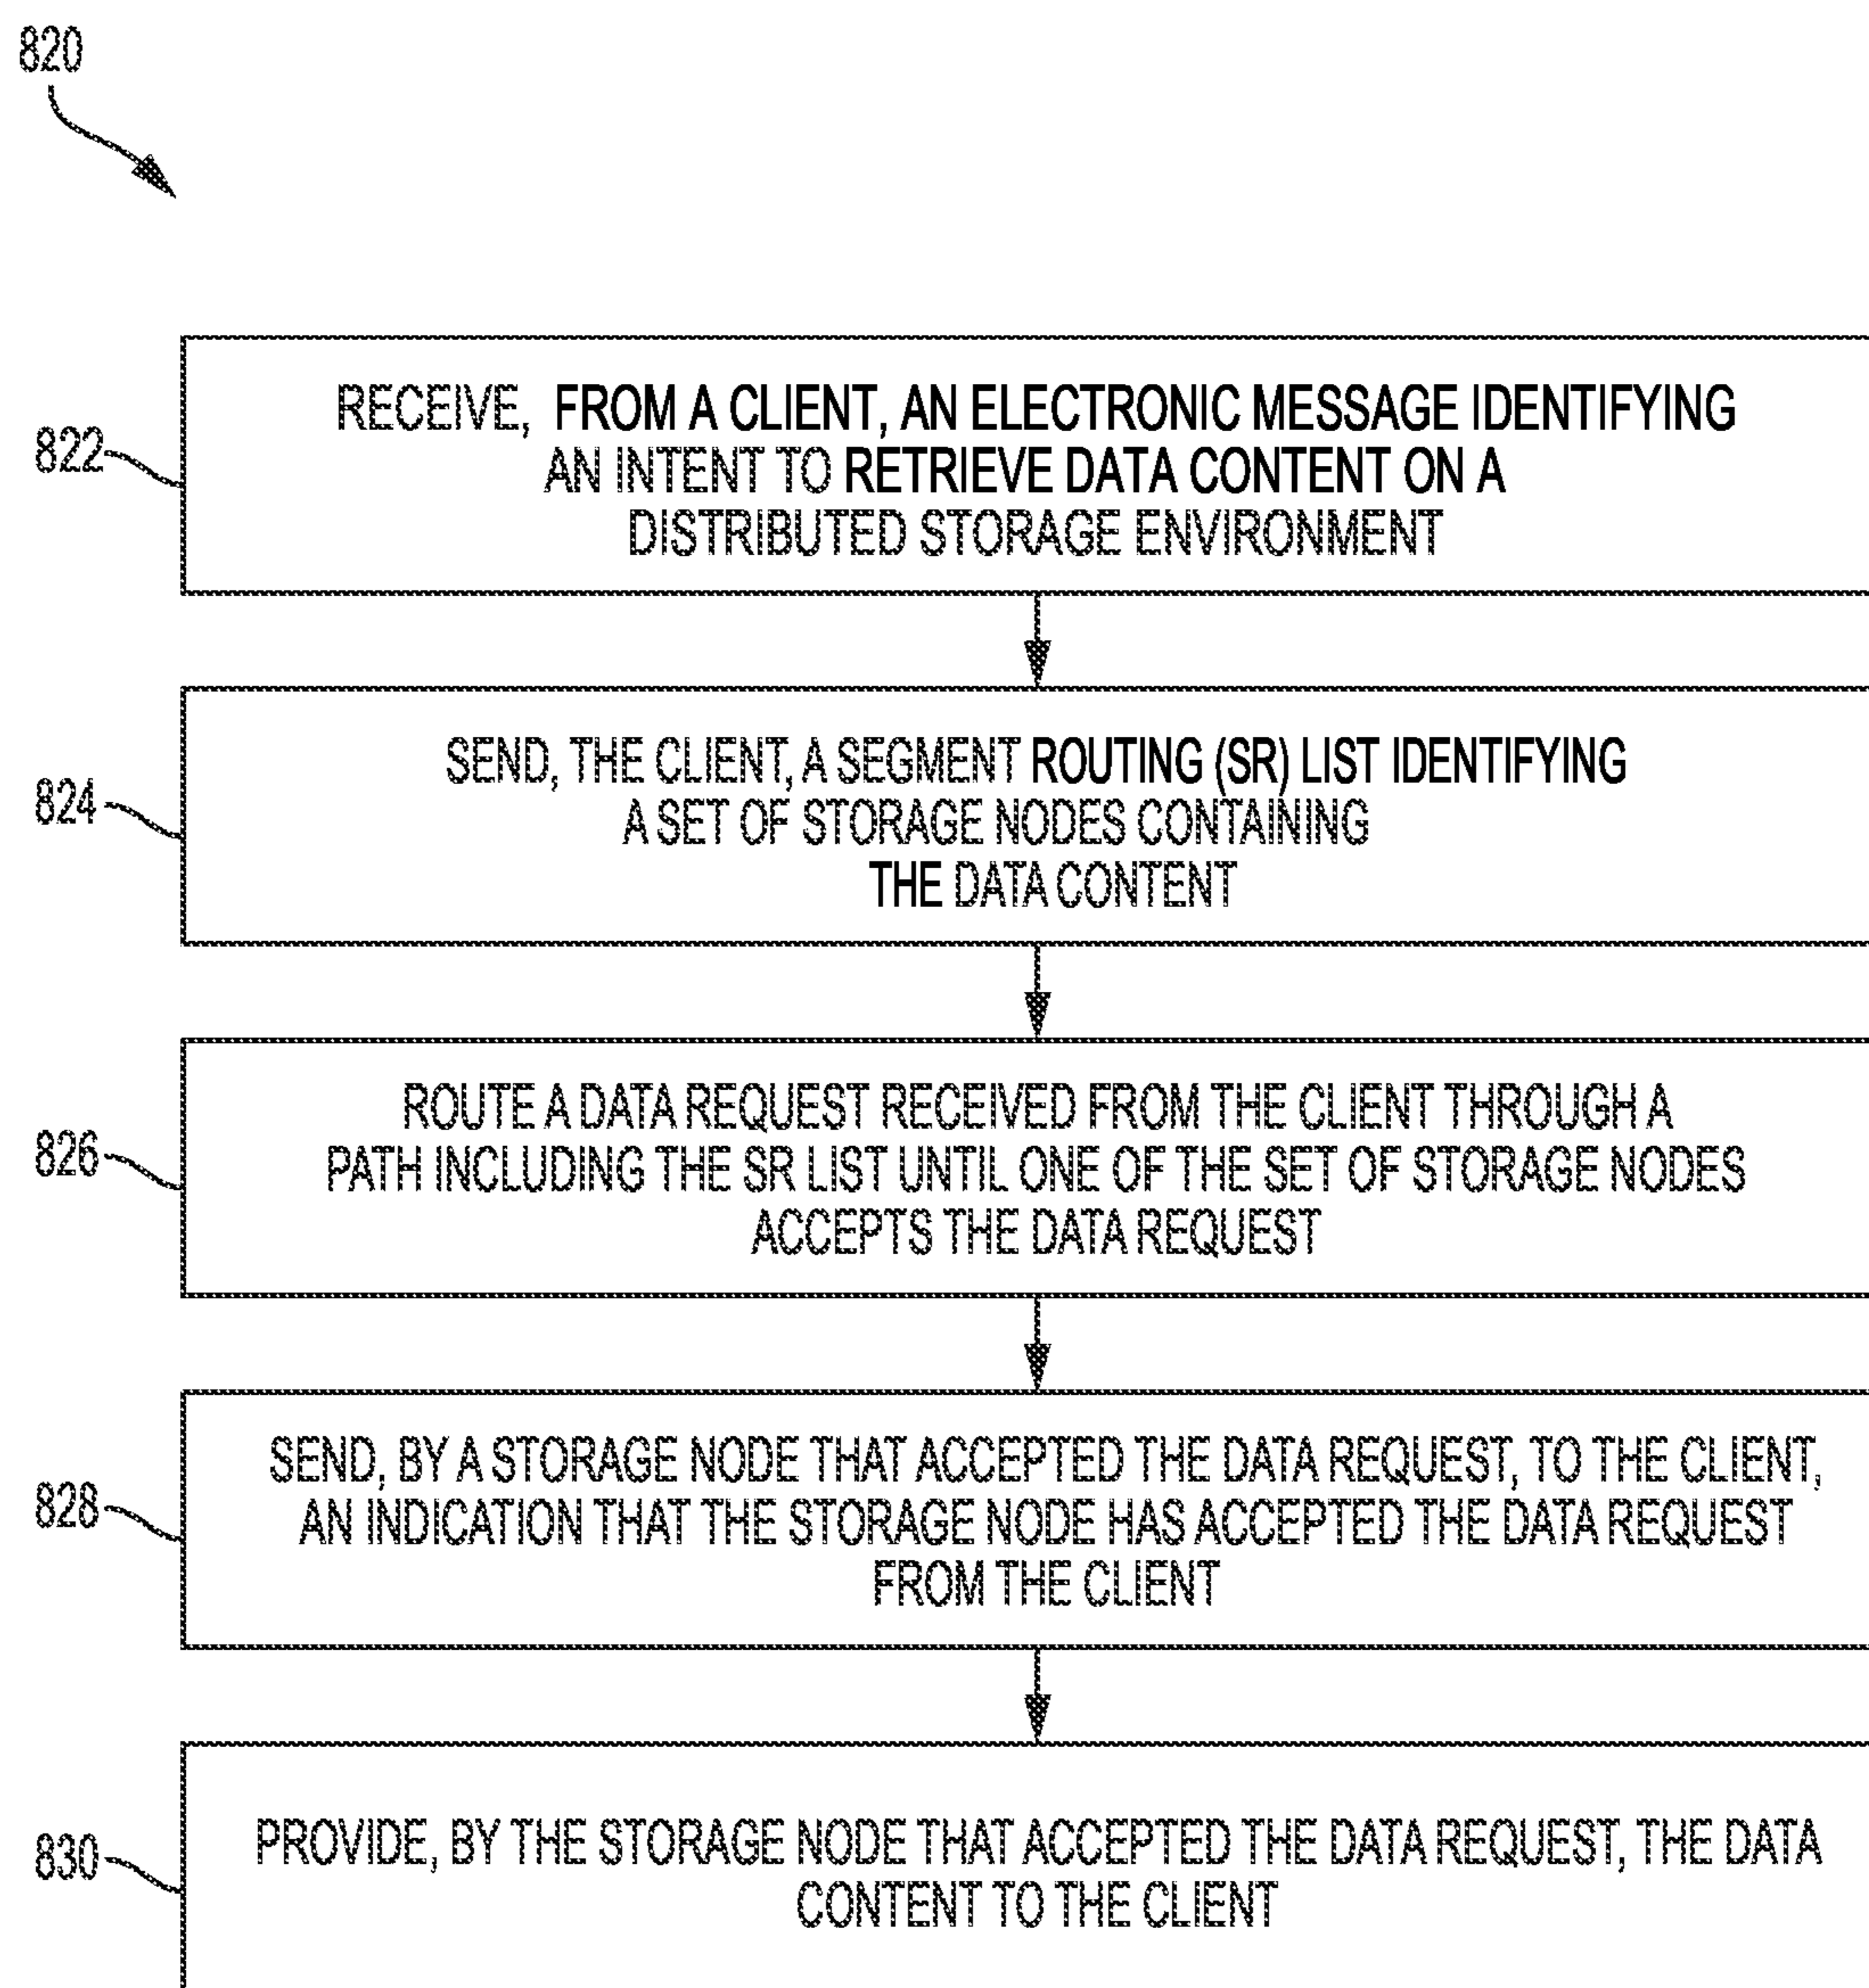 820
822
RECEIVE, FROM A CLIENT, AN ELECTRONIC MESSAGE IDENTIFYING
AN INTENT TO RETRIEVE DATA CONTENT ON A
DISTRIBUTED STORAGE ENVIRONMENT
824
SEND, THE CLIENT, A SEGMENT ROUTING (SR) LIST IDENTIFYING
A SET OF STORAGE NODES CONTAINING
THE DATA CONTENT
826
ROUTE A DATA REQUEST RECEIVED FROM THE CLIENT THROUGH A
PATH INCLUDING THE SR LIST UNTIL ONE OF THE SET OF STORAGE NODES
ACCEPTS THE DATA REQUEST
828
SEND, BY A STORAGE NODE THAT ACCEPTED THE DATA REQUEST, TO THE CLIENT,
AN INDICATION THAT THE STORAGE NODE HAS ACCEPTED THE DATA REQUEST
FROM THE CLIENT
830
PROVIDE, BY THE STORAGE NODE THAT ACCEPTED THE DATA REQUEST, THE DATA
CONTENT TO THE CLIENT